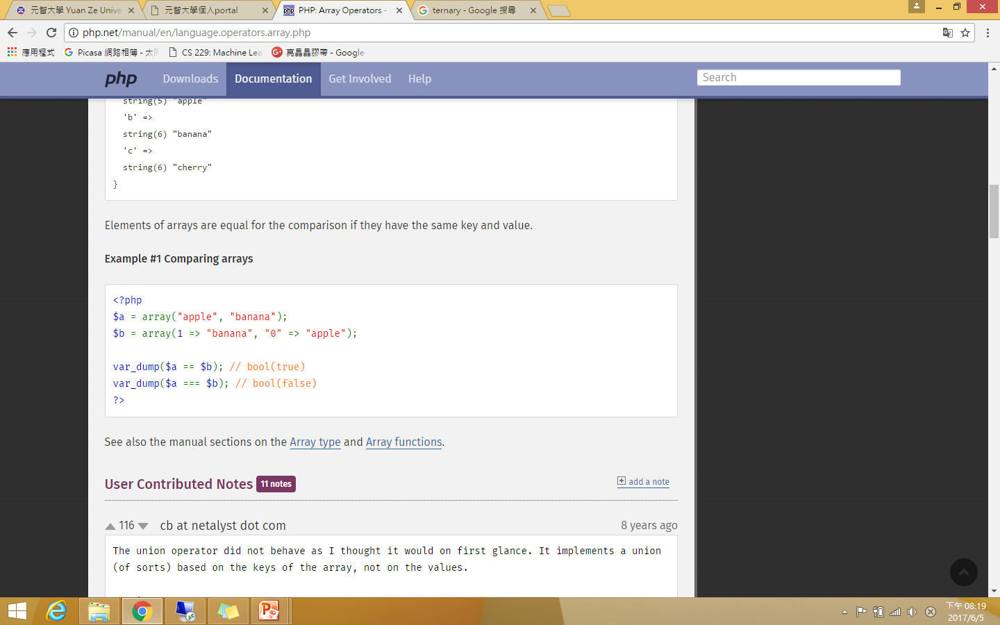 元智大學 Yuan Ze Unive
元智大學個人portal
PHP: Array Operators -
ternary - Google 搜尋
php.net/manual/en/language.operators.array.php
應用程式
Picasa 網路相簿 - 太
CS 229: Machine Lea
亮晶晶膠帶 - Google
php
Downloads
Documentation
Get Involved
Help
Search
string(5) "apple"
'b' =>
string(6) "banana"
'c' =>
string(6) "cherry"
}
Elements of arrays are equal for the comparison if they have the same key and value.
Example #1 Comparing arrays
<?php
$a = array("apple", "banana");
$b = array(1 => "banana", "0" => "apple");
var_dump($a == $b); // bool(true)
var_dump($a === $b); // bool(false)
?>
See also the manual sections on the Array type and Array functions.
User Contributed Notes 11 notes
add a note
116
cb at netalyst dot com
8 years ago
The union operator did not behave as I thought it would on first glance. It implements a union
(of sorts) based on the keys of the array, not on the values.
下午 08:19
2017/6/5